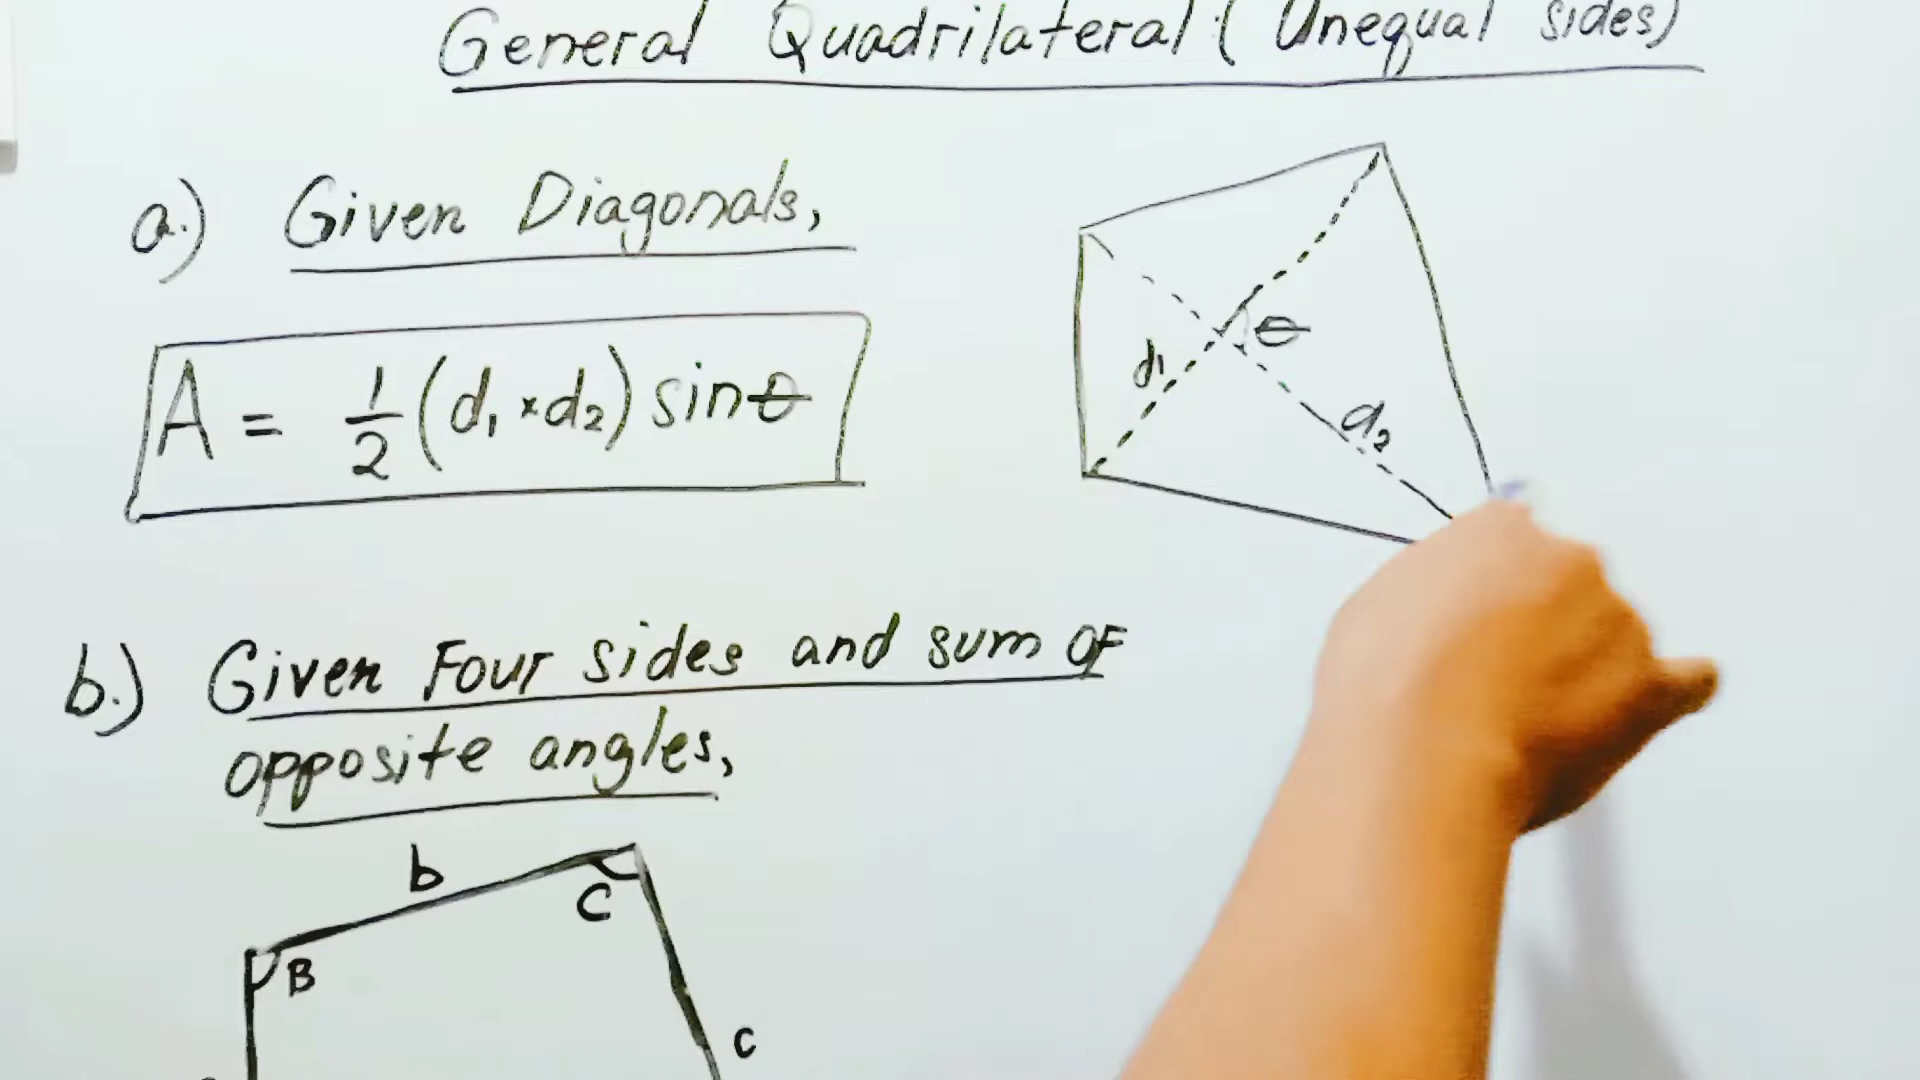 General Quadrilateral ( Unequal sides)
a.) Given Diagonals,
A = 1/2 (d₁ × d₂) sinθ
d₁ θ
d₂
b.) Given Four sides and sum of
opposite angles,
b
C
B
c